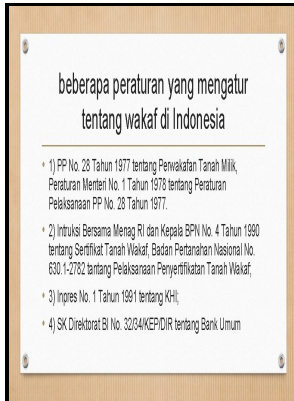 beberapa peraturan yang mengatur
tentang wakaf di Indonesia
• 1) PP No. 28 Tahun 1977 tentang Perwakafan Tanah Milik,
Peraturan Menteri No. 1 Tahun 1978 tentang Peraturan
Pelaksanaan PP No. 28 Tahun 1977.
• 2) Intruksi Bersama Menag RI dan Kepala BPN No. 4 Tahun 1990
tentang Sertifikat Tanah Wakaf, Badan Pertanahan Nasional No.
630.1-2782 tantang Pelaksanaan Penyertifikatan Tanah Wakaf;
• 3) Inpres No. 1 Tahun 1991 tentang KHI;
• 4) SK Direktorat BI No. 32/34/KEP/DIR tentang Bank Umum